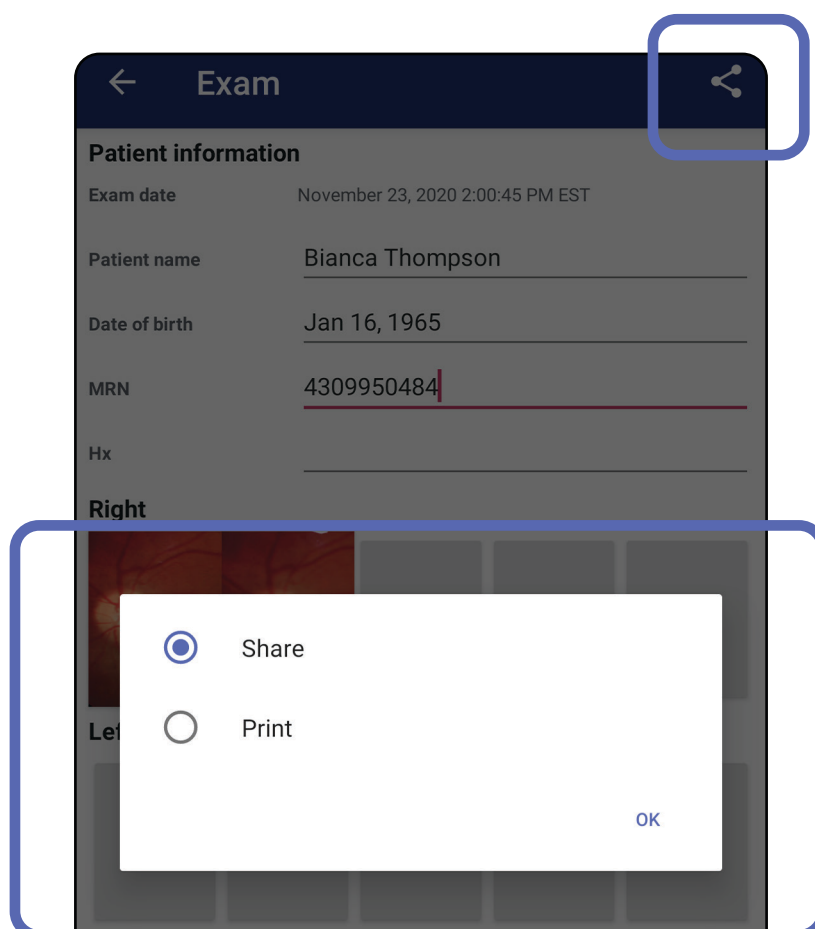 Exam
Patient information
Exam date November 23, 2020 2:00:45 PM EST
Patient name Bianca Thompson
Date of birth Jan 16, 1965
MRN 4309950484
Hx
Right
Share
Lef
Print
OK